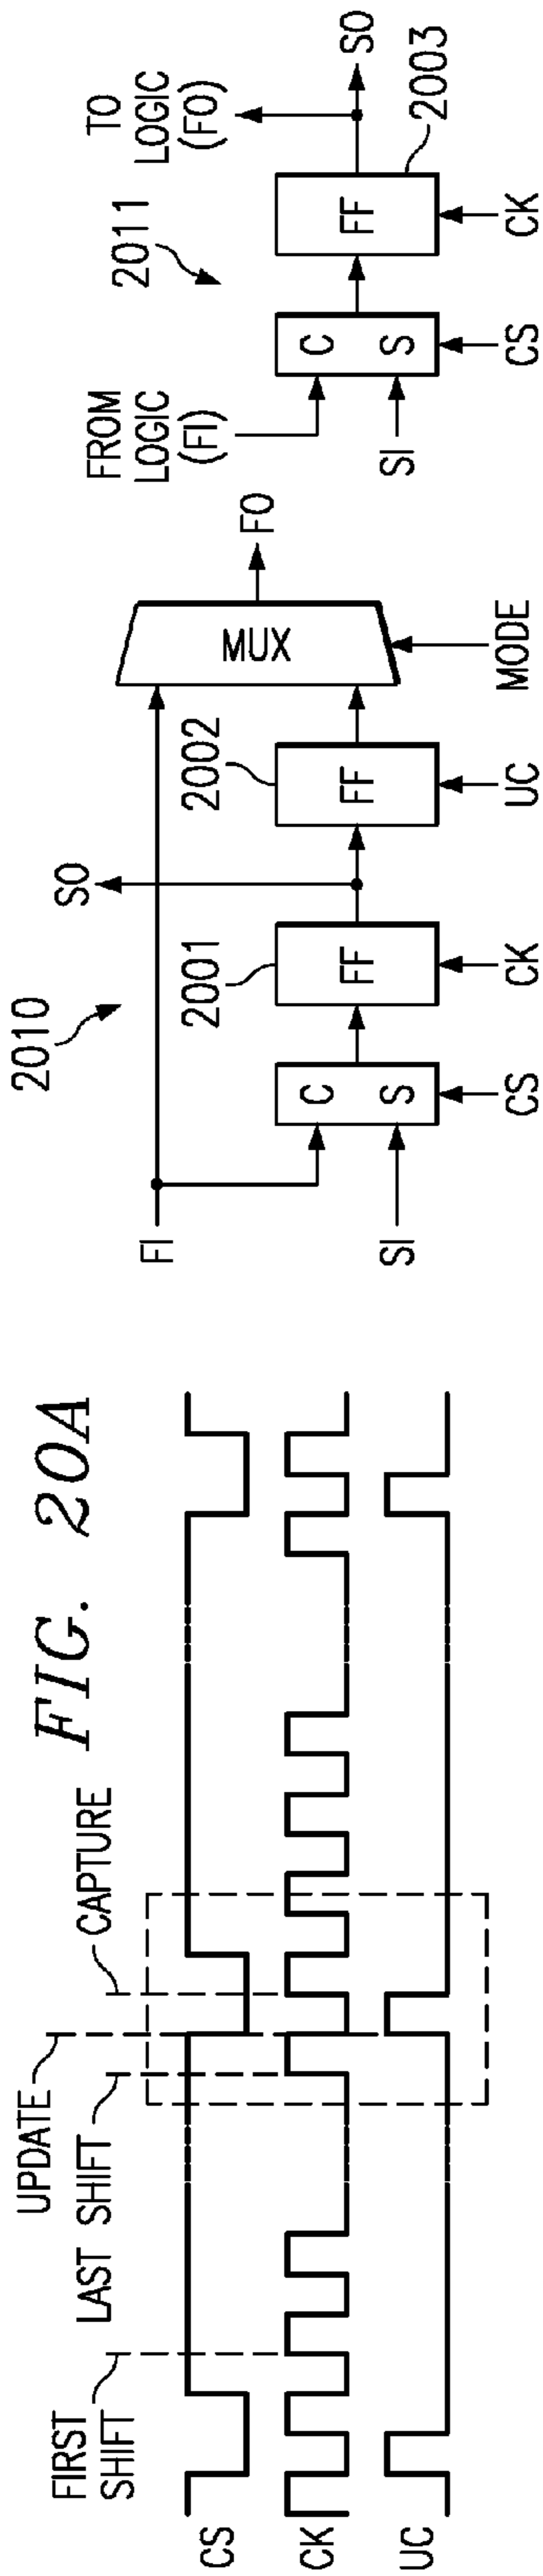 FIG. 20A
FIRST
SHIFT
LAST SHIFT
UPDATE
CAPTURE
CS
CK
UC
2010
FI
SI
C
S
CS
2001
FF
CK
SO
2002
FF
UC
MUX
MODE
FO
2011
FROM
LOGIC
(FI)
SI
C
S
CS
FF
CK
2003
TO
LOGIC
(FO)
SO